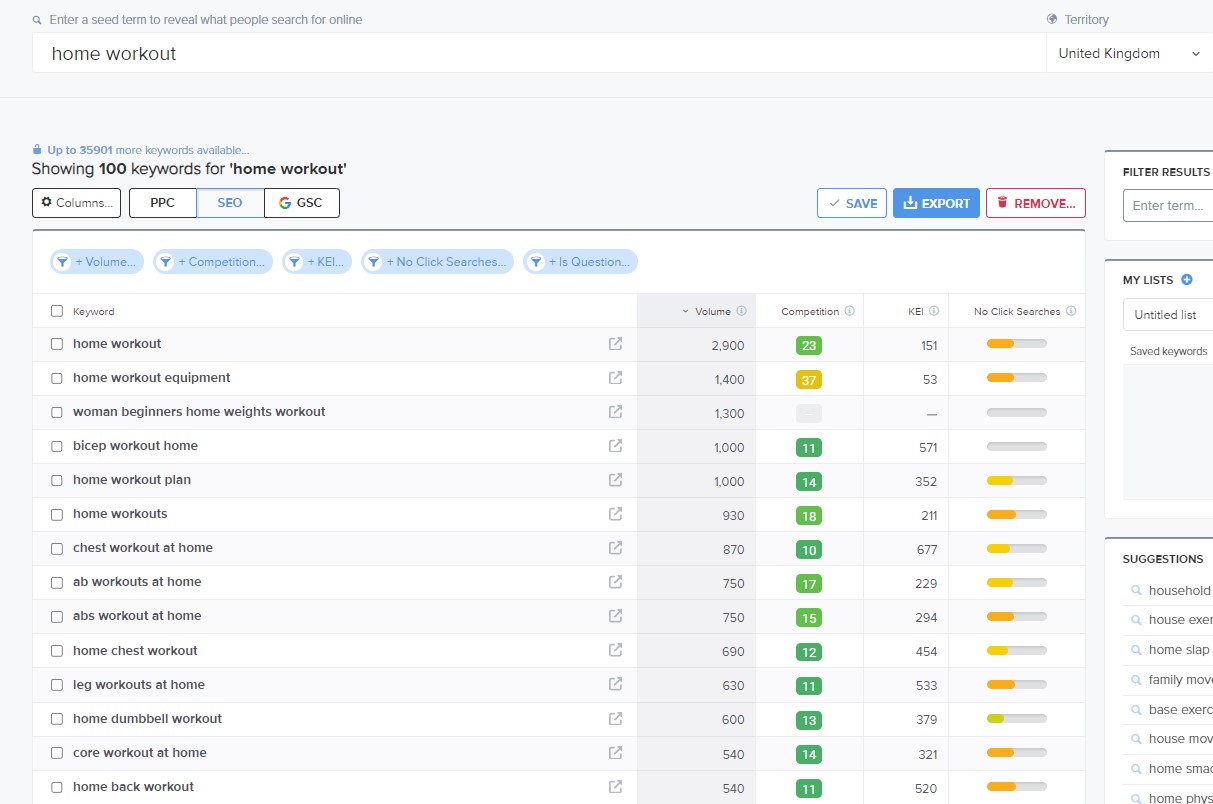 Enter a seed term to reveal what people search for online Territory
home workout United Kingdom
Up to 35901 more keywords available...
Showing 100 keywords for 'home workout'
Columns... PPC SEO GSC SAVE EXPORT REMOVE...
FILTER RESULTS
Enter term...
+ Volume... + Competition... + KEI... + No Click Searches... + Is Question...
MY LISTS
Keyword Volume Competition KEI No Click Searches
Untitled list
home workout 2,900 23 151
Saved keywords
home workout equipment 1,400 37 53
woman beginners home weights workout 1,300 – —
bicep workout home 1,000 11 571
home workout plan 1,000 14 352
home workouts 930 18 211
chest workout at home 870 10 677
SUGGESTIONS
ab workouts at home 750 17 229
household
abs workout at home 750 15 294
house exer
home chest workout 690 12 454
home slap
leg workouts at home 630 11 533
family move
home dumbbell workout 600 13 379
base exerc
core workout at home 540 14 321
house mov
home smac
home back workout 540 11 520
home phys